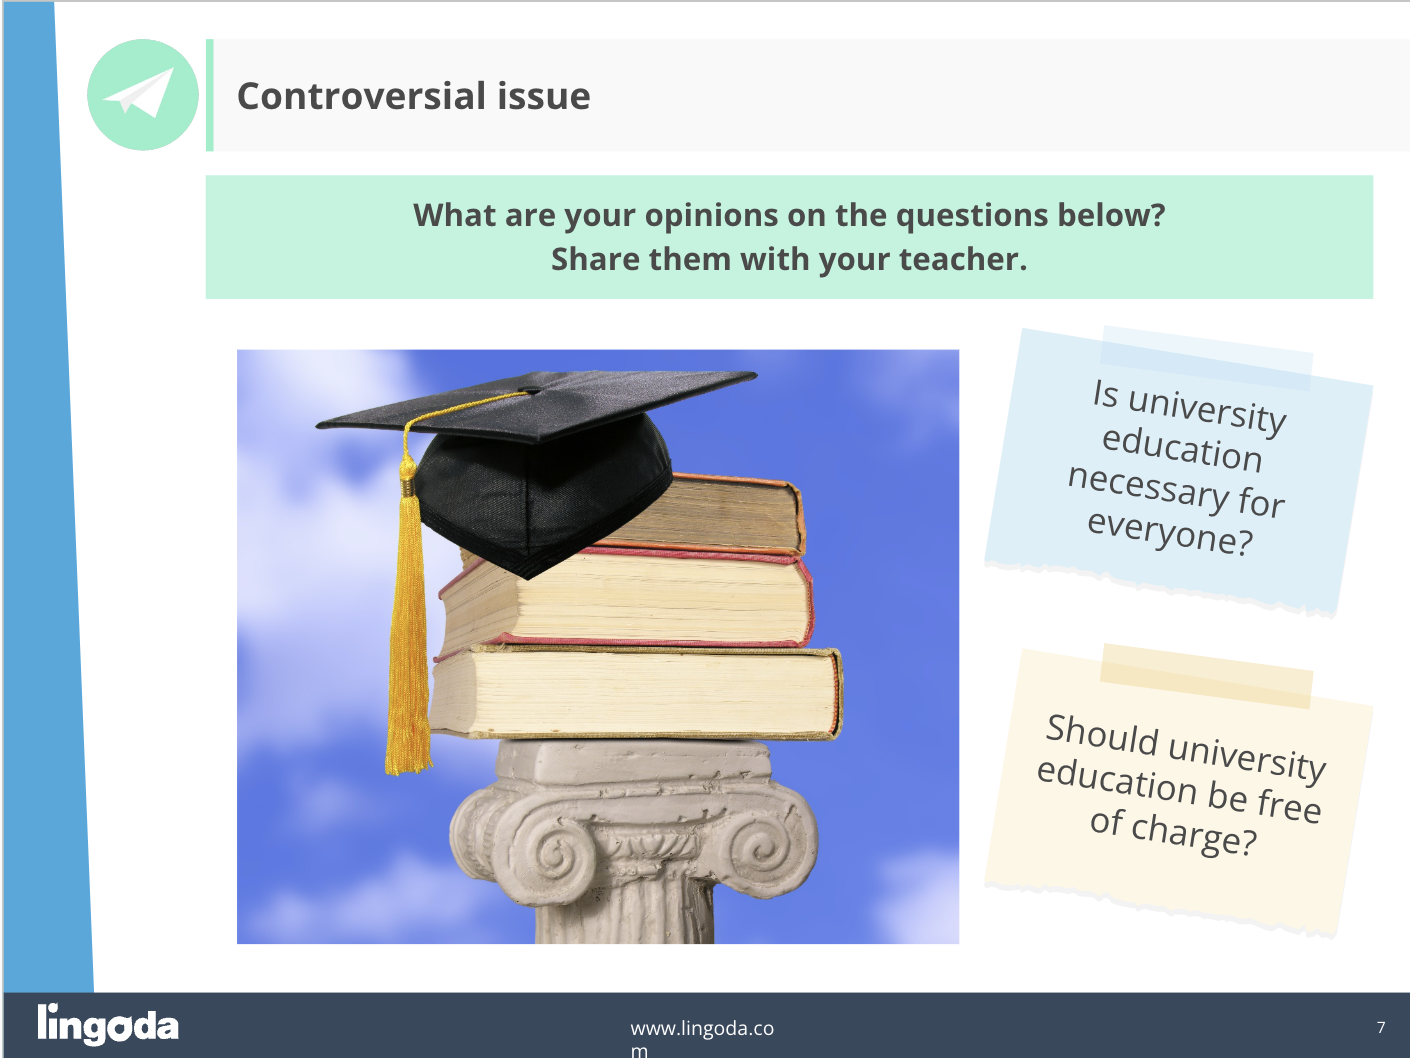 Controversial issue
What are your opinions on the questions below?
Share them with your teacher.
Is university
education
necessary for
everyone?
Should university
education be free
of charge?
lingoda
www.lingoda.co
m
7